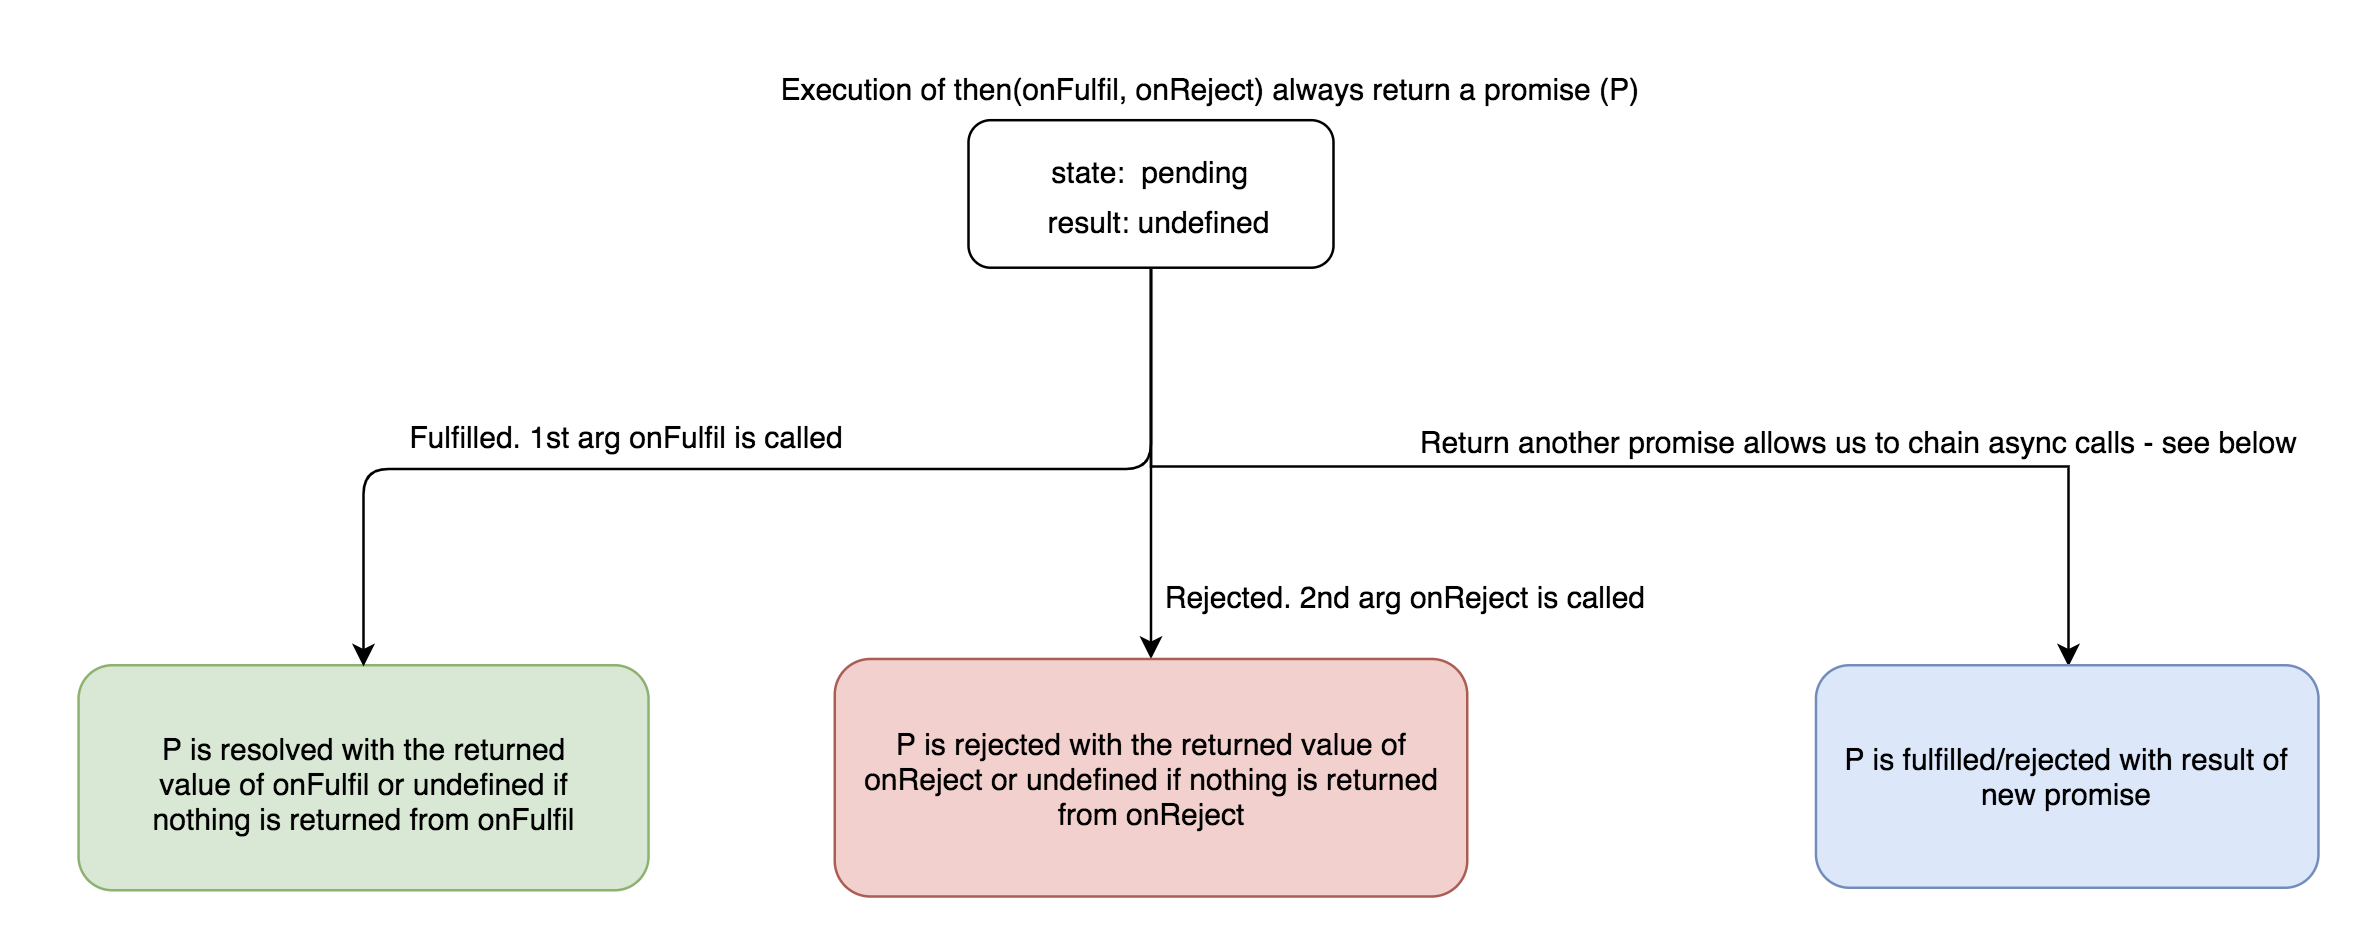 Execution of then(onFulfil, onReject) always return a promise (P)
state:  pending
result: undefined
Fulfilled. 1st arg onFulfil is called
Return another promise allows us to chain async calls - see below
Rejected. 2nd arg onReject is called
P is resolved with the returned
value of onFulfil or undefined if
nothing is returned from onFulfil
P is rejected with the returned value of
onReject or undefined if nothing is returned
from onReject
P is fulfilled/rejected with result of
new promise